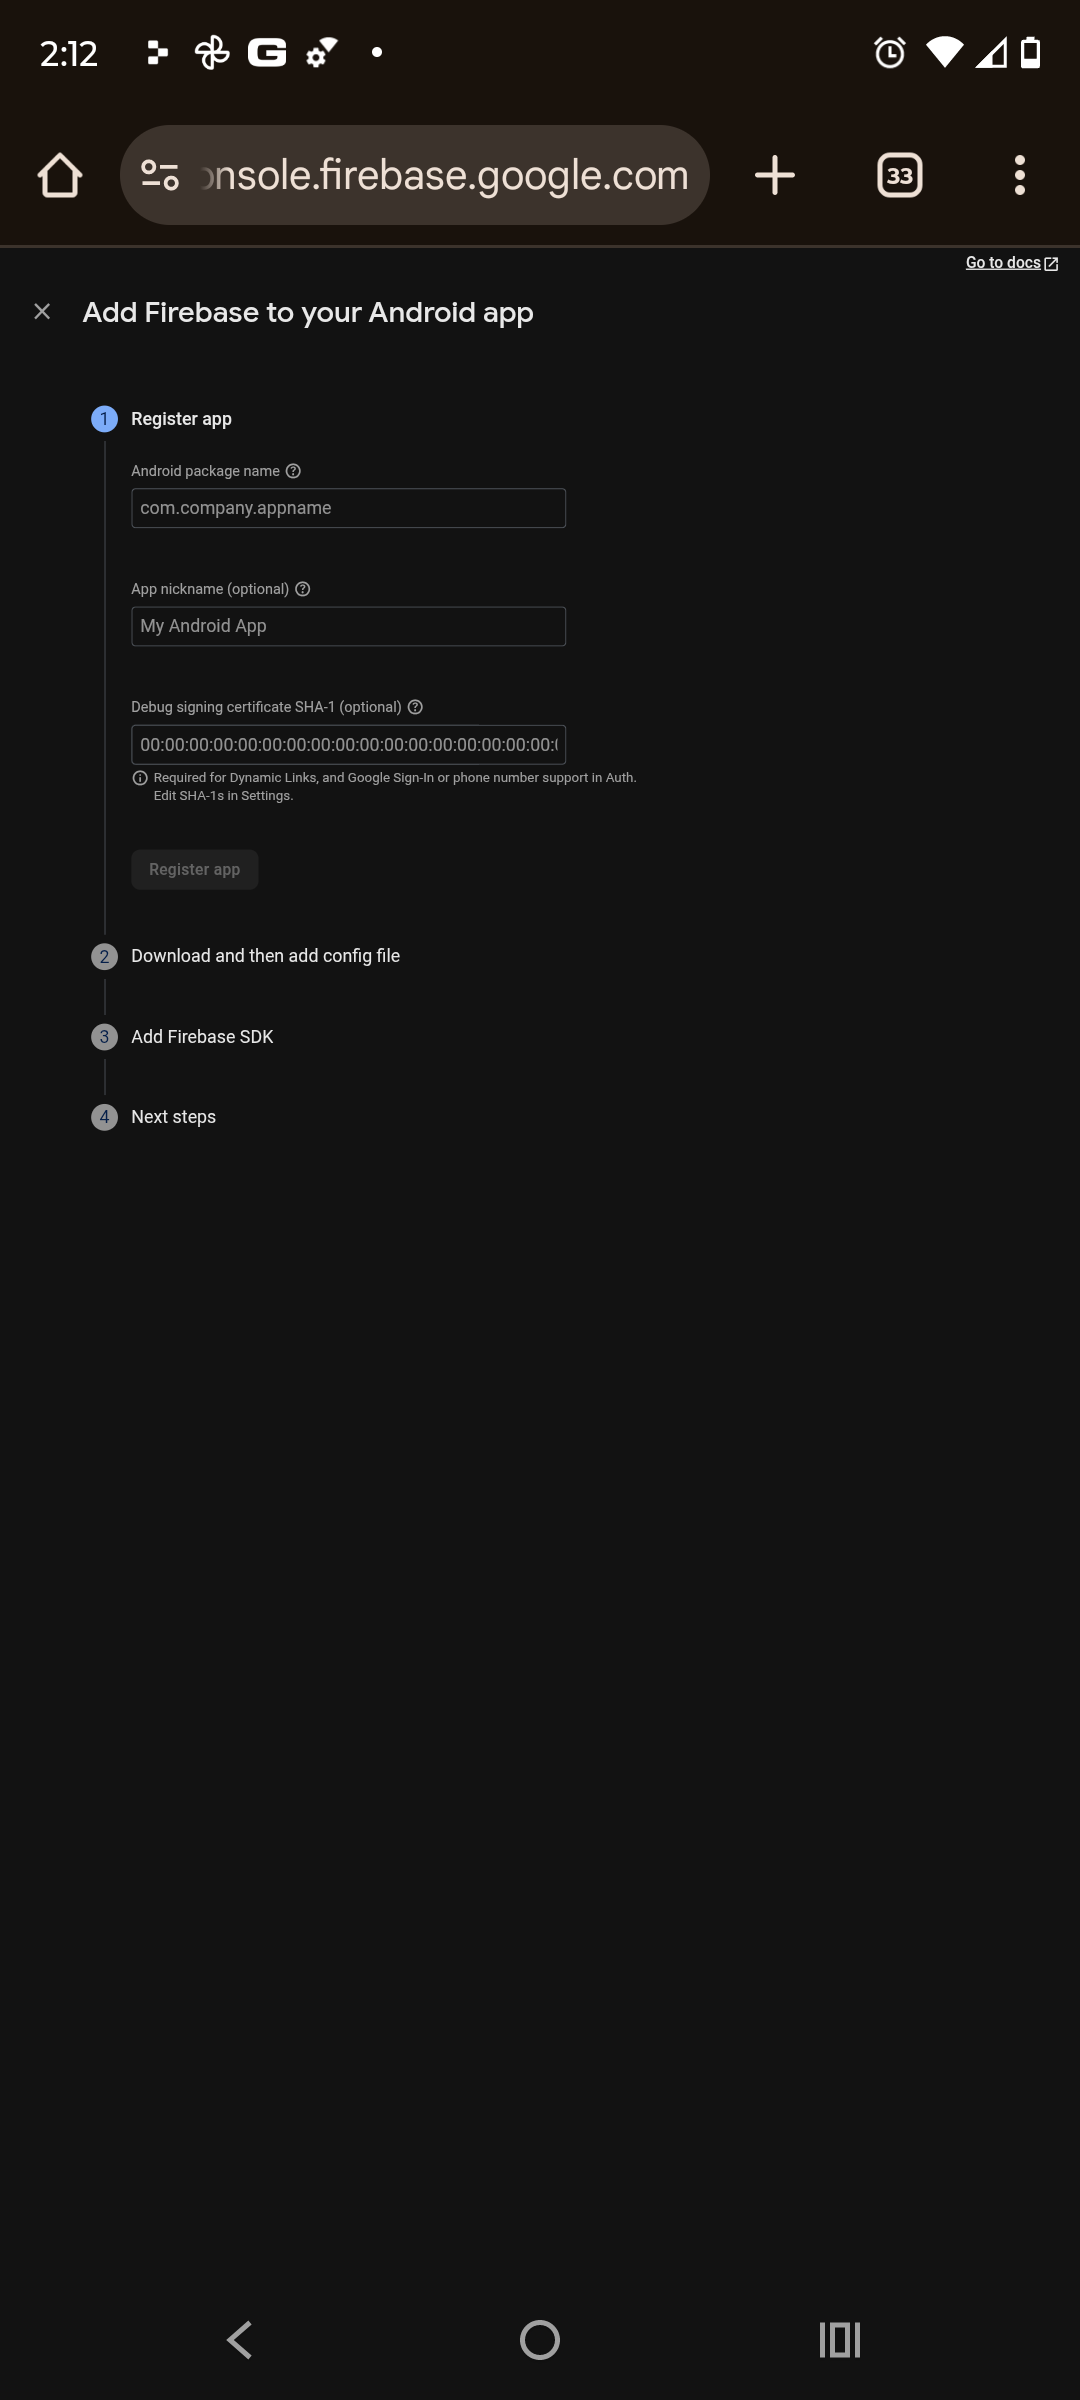 2:12
onsole.firebase.google.com
33
Go to docs
Add Firebase to your Android app
1 Register app
Android package name
com.company.appname
App nickname (optional)
My Android App
Debug signing certificate SHA-1 (optional)
00:00:00:00:00:00:00:00:00:00:00:00:00:00:00:00:00:0
Required for Dynamic Links, and Google Sign-In or phone number support in Auth.
Edit SHA-1s in Settings.
Register app
2 Download and then add config file
3 Add Firebase SDK
4 Next steps